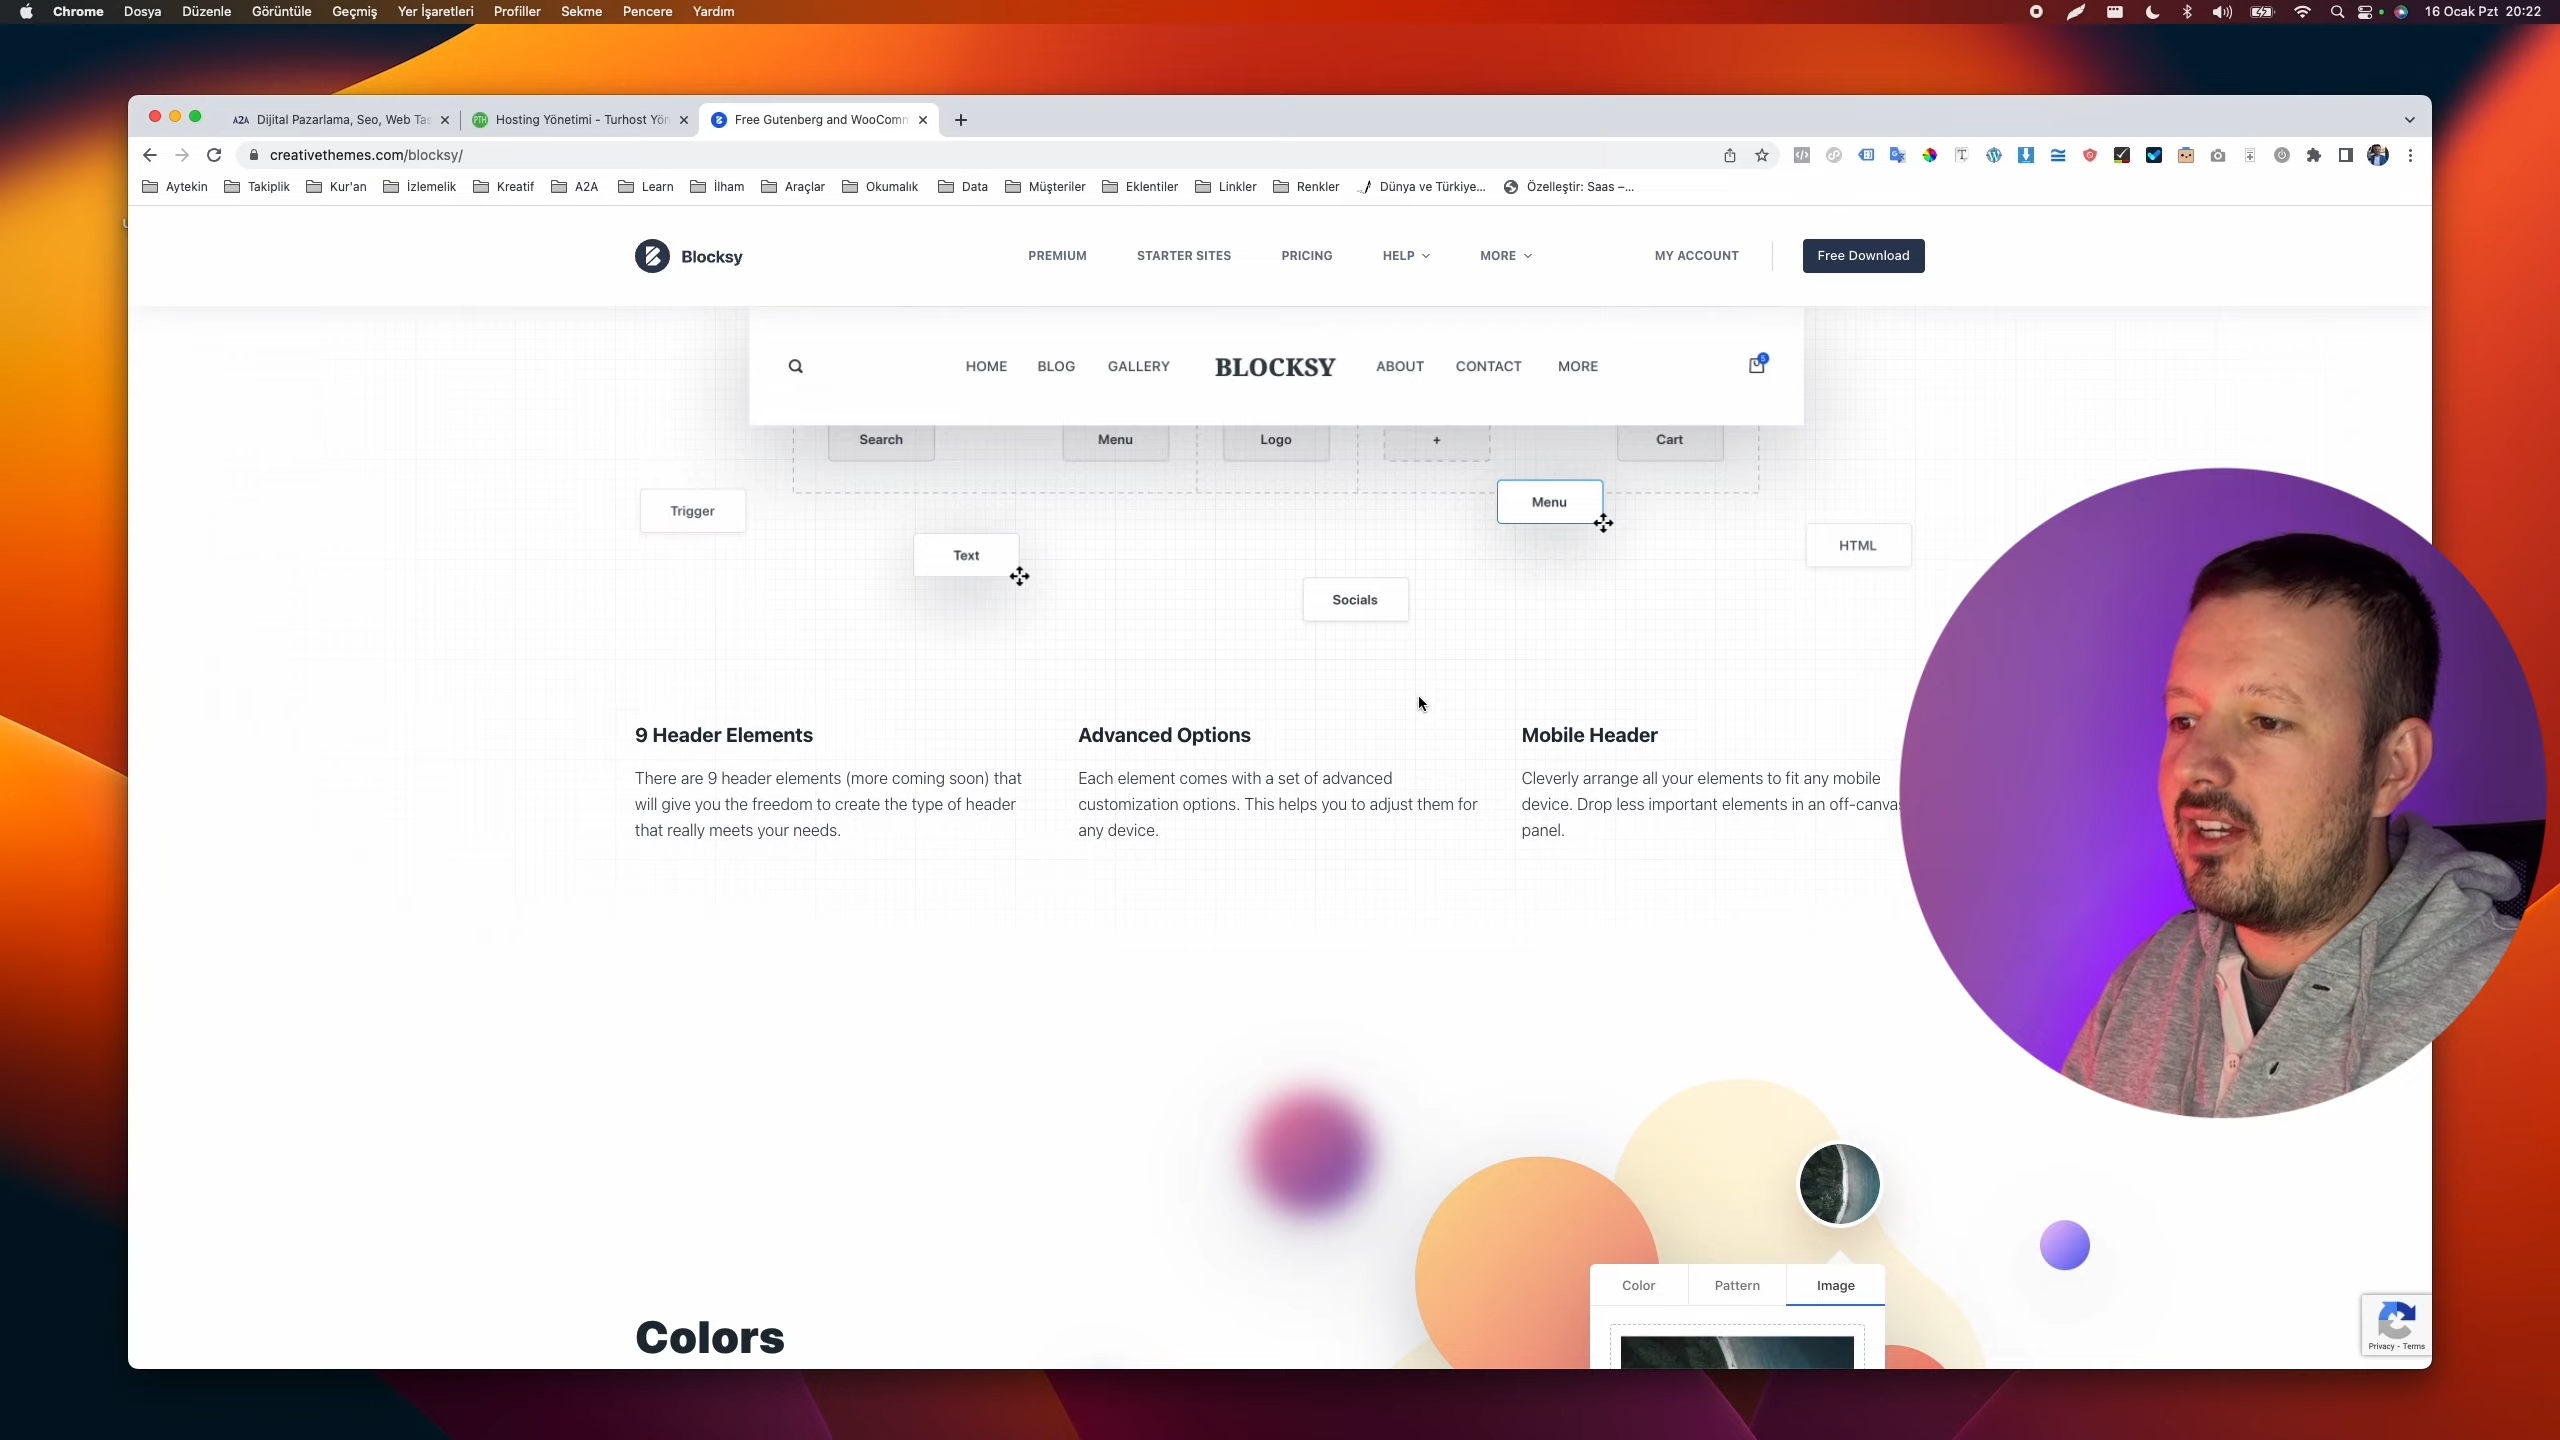 Chrome Dosya Düzenle Görüntüle Geçmiş Yer İşaretleri Profiller Sekme Pencere Yardım
16 Ocak Pzt 20:22
A2A Dijital Pazarlama, Seo, Web Tas
PTH Hosting Yönetimi - Turhost Yön
Free Gutenberg and WooComm
creativethemes.com/blocksy/
Aytekin Takiplik Kur'an İzlemelik Kreatif A2A Learn İlham Araçlar Okumalık Data Müşteriler Eklentiler Linkler Renkler Dünya ve Türkiye... Özelleştir: Saas –...
Blocksy
PREMIUM STARTER SITES PRICING HELP MORE MY ACCOUNT Free Download
HOME BLOG GALLERY BLOCKSY ABOUT CONTACT MORE
Search Menu Logo + Cart
Trigger
Menu
Text
HTML
Socials
9 Header Elements
There are 9 header elements (more coming soon) that
will give you the freedom to create the type of header
that really meets your needs.
Advanced Options
Each element comes with a set of advanced
customization options. This helps you to adjust them for
any device.
Mobile Header
Cleverly arrange all your elements to fit any mobile
device. Drop less important elements in an off-canvas
panel.
Color Pattern Image
Colors
Privacy - Terms